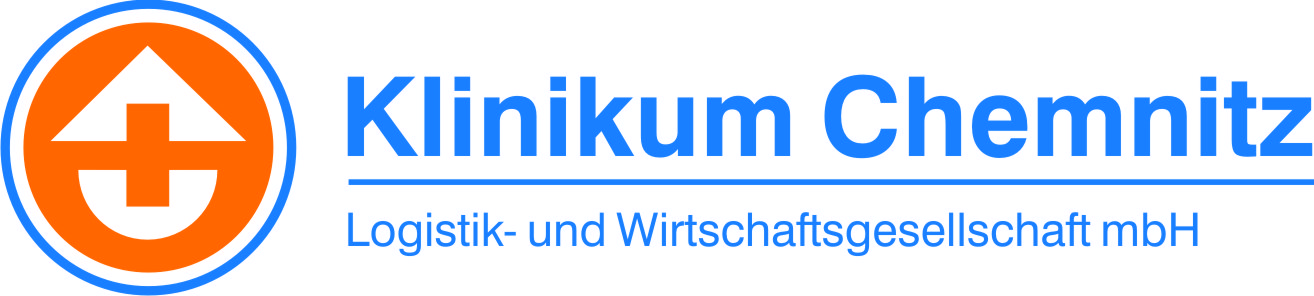 Klinikum Chemnitz
Logistik- und Wirtschaftsgesellschaft mbH